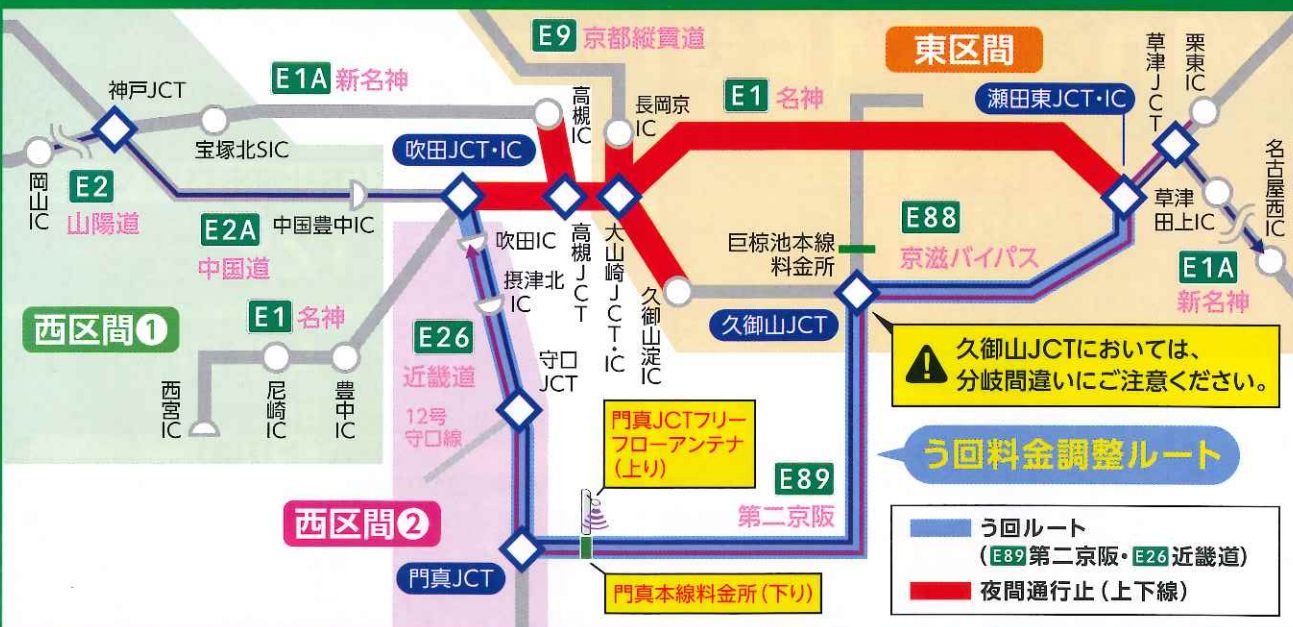 E9 京都縦貫道
東区間
E1A 新名神
神戸JCT
宝塚北SIC
高槻IC
長岡京
IC
E1 名神
瀬田東JCT・IC
草津JCT
栗東IC
吹田JCT・IC
岡山IC
E2
山陽道
E2A
中国道
中国豊中IC
吹田IC
摂津北
IC
高槻JCT
大山崎JCT・IC
久御山淀IC
巨椋池本線
料金所
E88
京滋バイパス
草津
田上IC
名古屋西IC
E1A
新名神
西区間❶
E1 名神
西宮IC
尼崎IC
豊中IC
E26
近畿道
守口
JCT
12号
守口線
久御山JCT
久御山JCTにおいては、
分岐間違いにご注意ください。
門真JCTフリー
フローアンテナ
(上り)
E89
第二京阪
う回料金調整ルート
西区間❷
門真JCT
門真本線料金所(下り)
う回ルート
(E89第二京阪・E26近畿道)
夜間通行止(上下線)